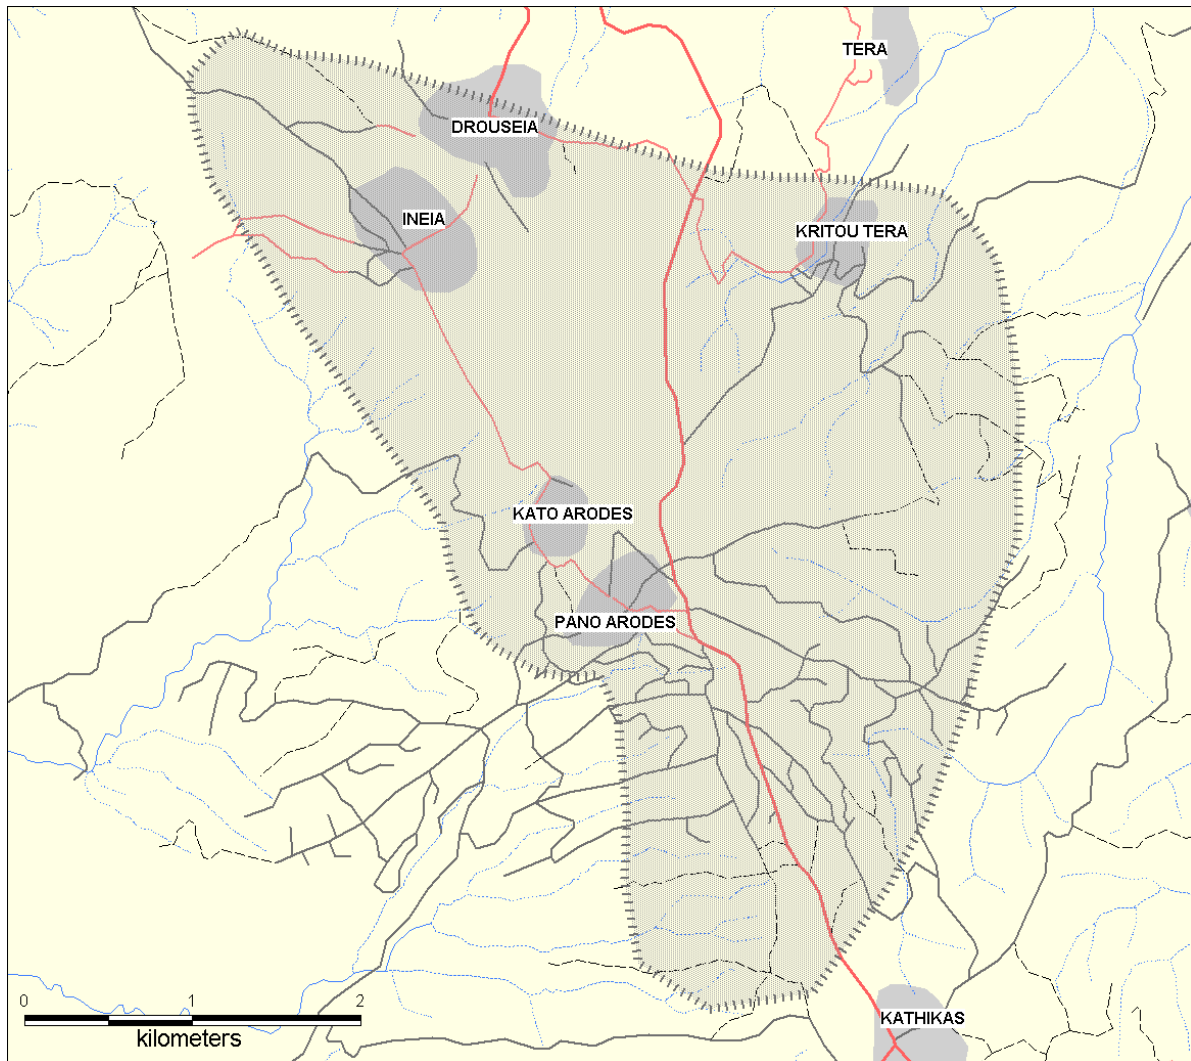 TERA
DROUSEIA
INEIA
KRITOU TERA
KATO ARODES
PANO ARODES
0 1 2
kilometers
KATHIKAS